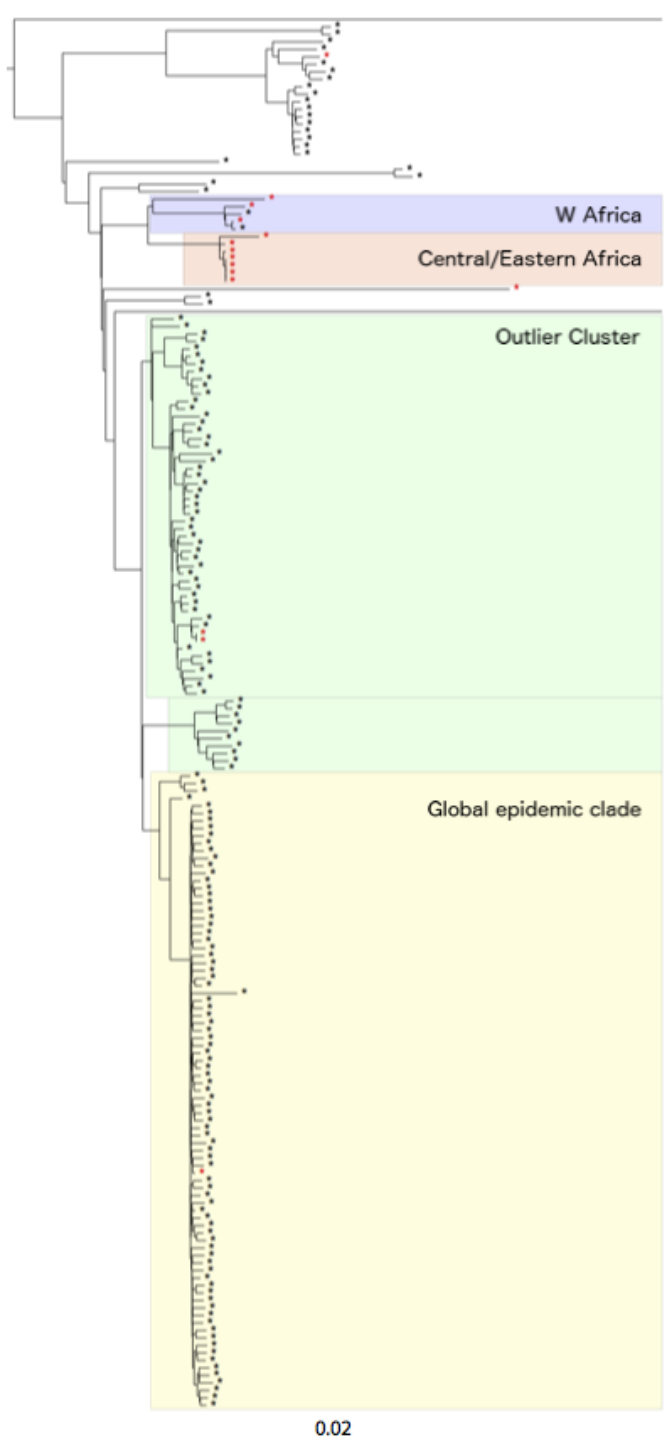 W Africa
Central/Eastern Africa
Outlier Cluster
Global epidemic clade
0.02